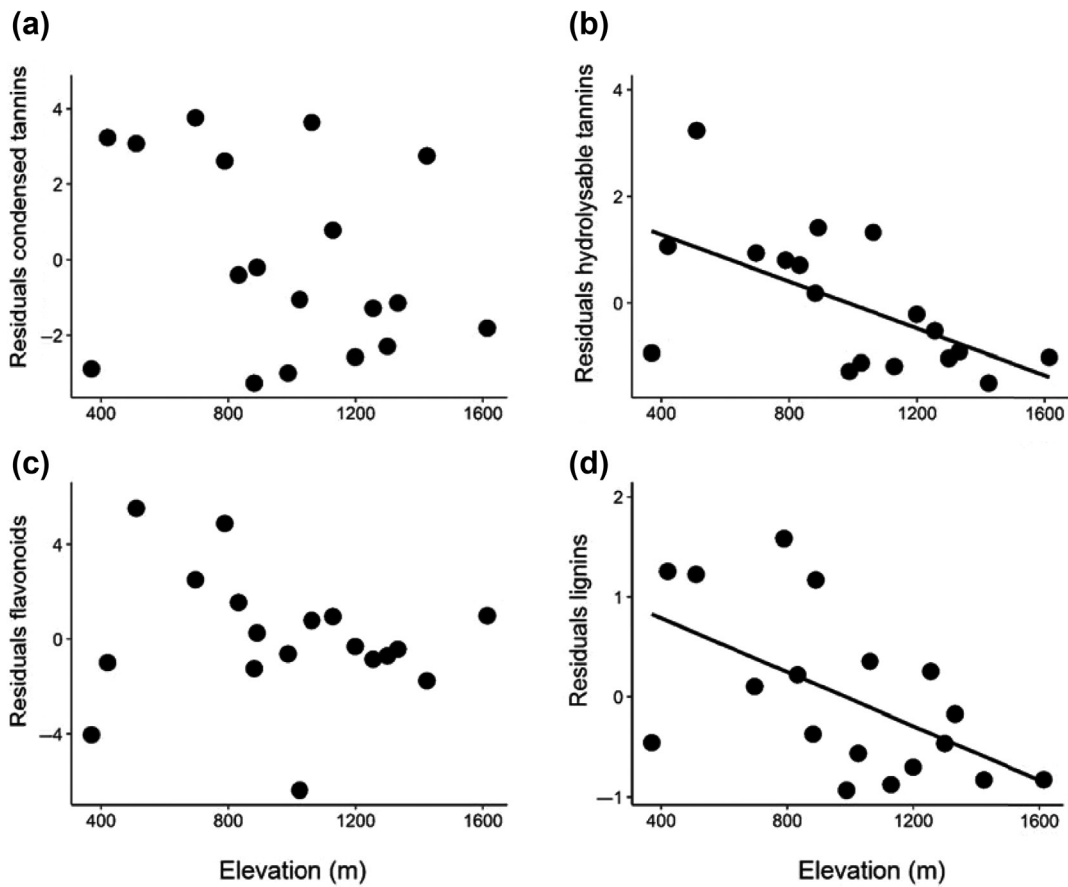 (a)
Residuals condensed tannins
4
2
0
−2
400 800 1200 1600
(b)
Residuals hydrolysable tannins
4
2
0
400 800 1200 1600
(c)
Residuals flavonoids
4
0
−4
400 800 1200 1600
Elevation (m)
(d)
Residuals lignins
2
1
0
−1
400 800 1200 1600
Elevation (m)